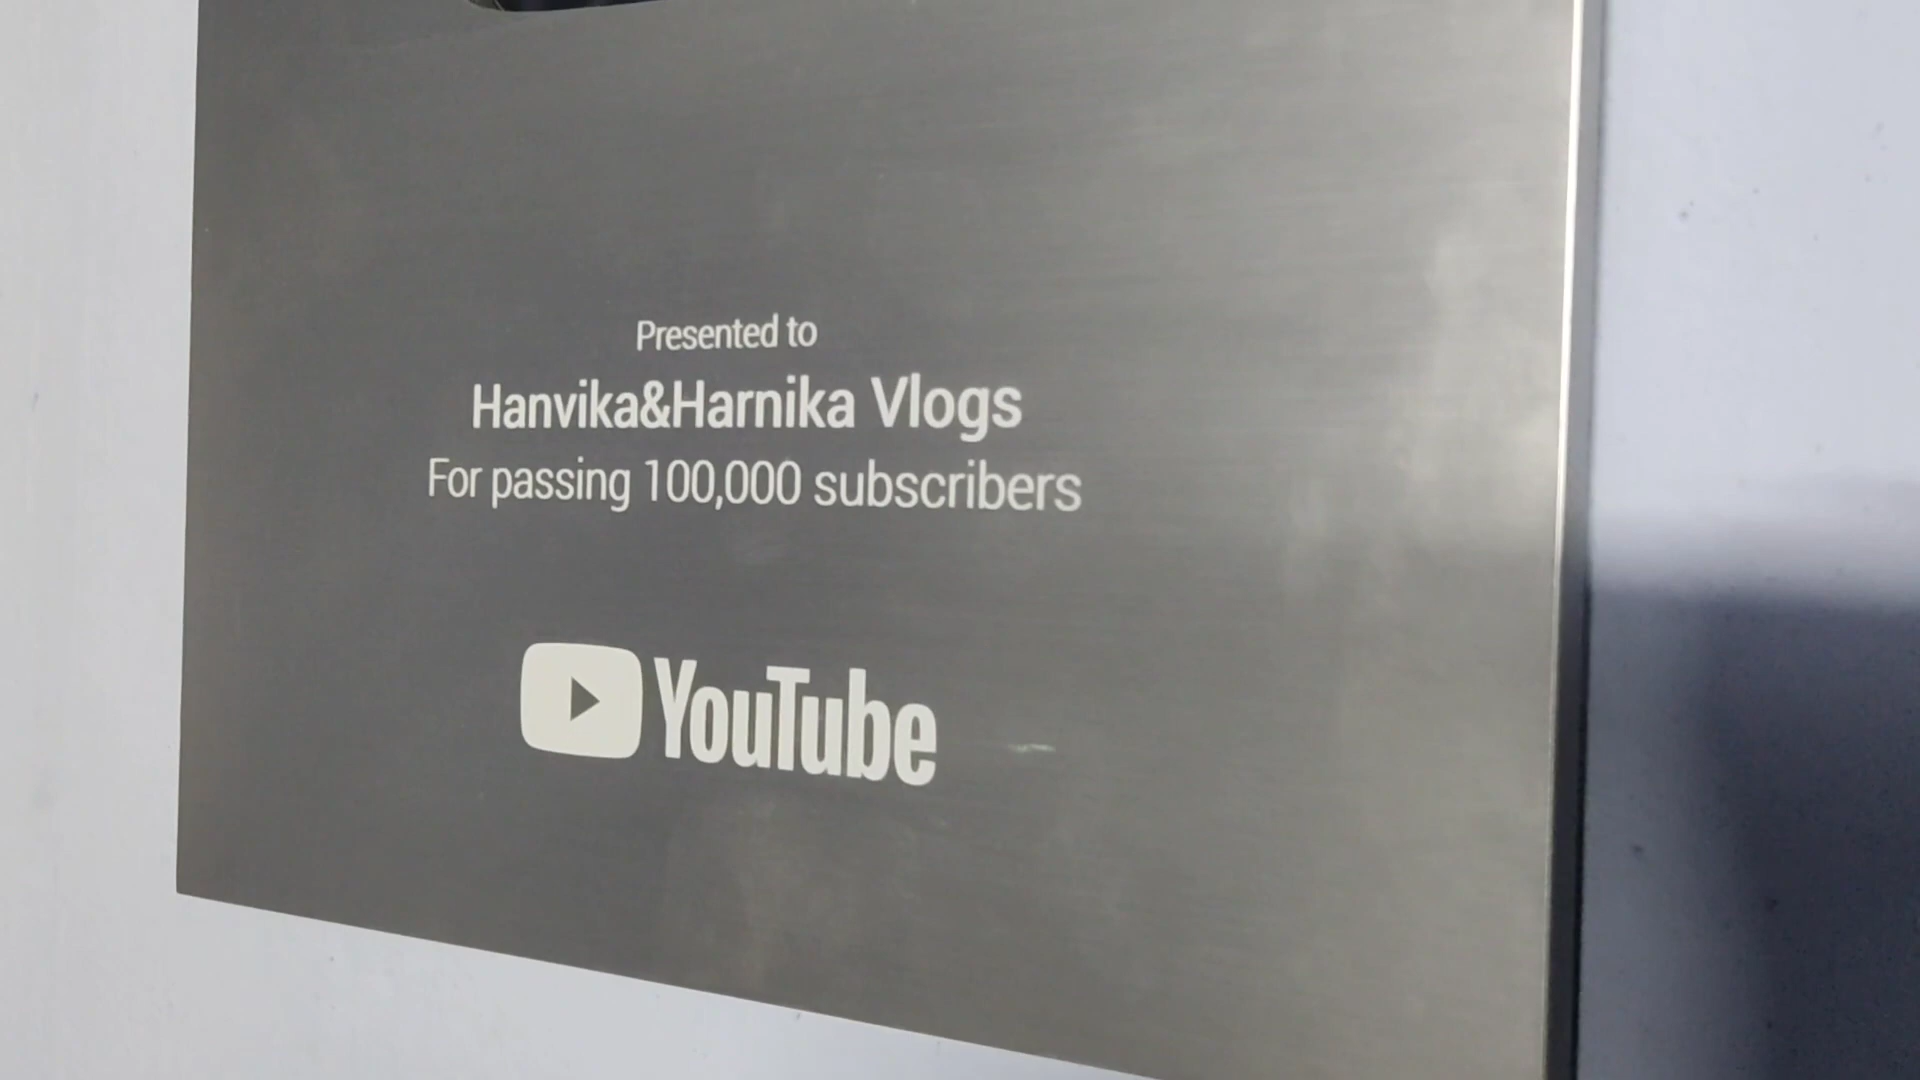 Presented to
Hanvika&Harnika Vlogs
For passing 100,000 subscribers
YouTube